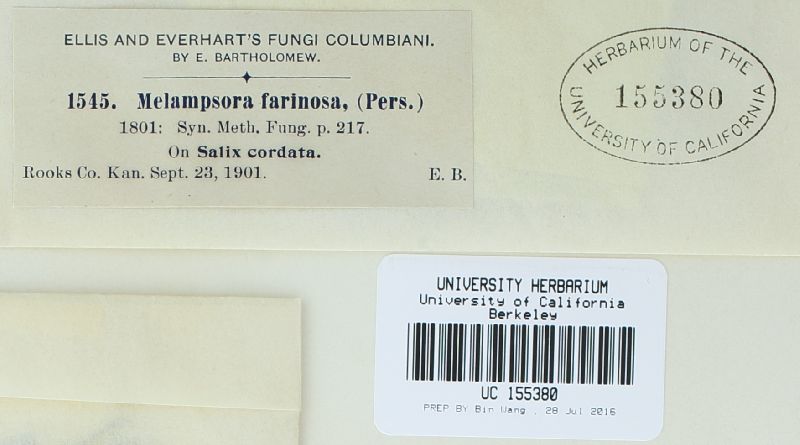 ELLIS AND EVERHART'S FUNGI COLUMBIANI.
BY E. BARTHOLOMEW.
1545. Melampsora farinosa, (Pers.)
1801: Syn. Meth. Fung. p. 217.
On Salix cordata.
Rooks Co. Kan. Sept. 23, 1901. E. B.
HERBARIUM OF THE
155380
UNIVERSITY OF CALIFORNIA
UNIVERSITY HERBARIUM
University of California
Berkeley
UC 155380
PREP BY Bin Wang , 28 Jul 2016